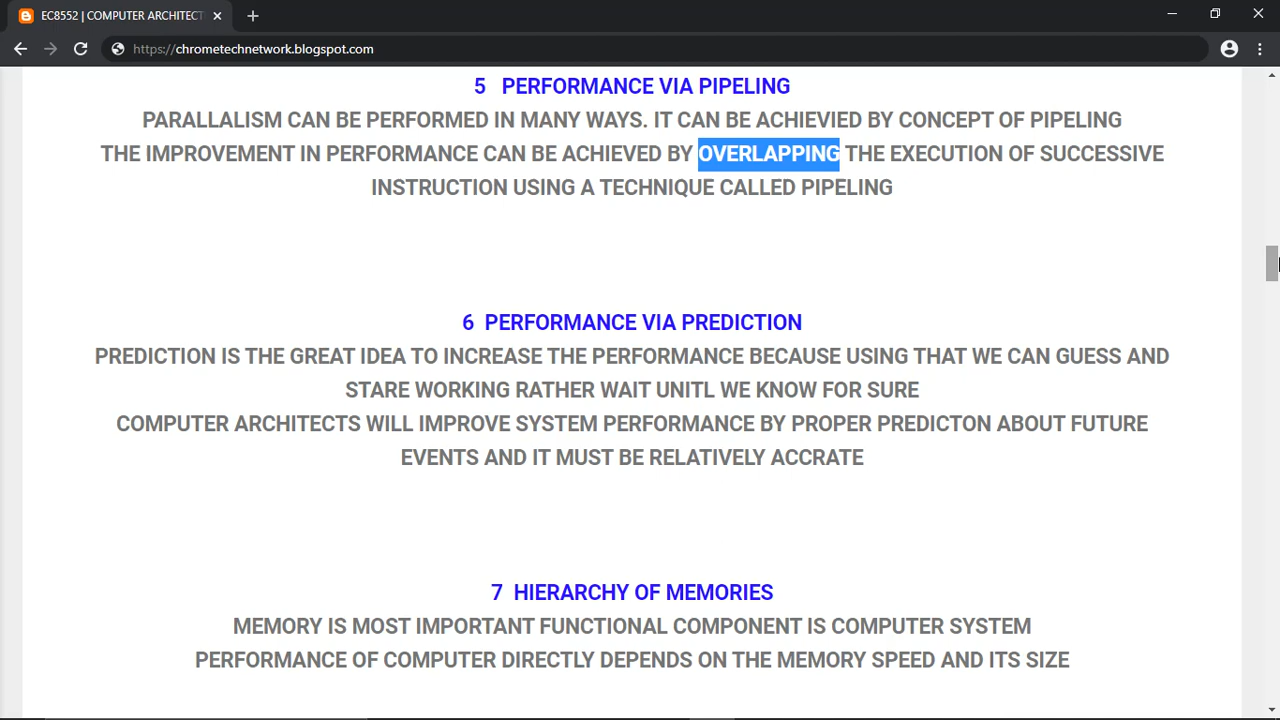 EC8552 | COMPUTER ARCHITECT
https://chrometechnetwork.blogspot.com
5 PERFORMANCE VIA PIPELING
PARALLALISM CAN BE PERFORMED IN MANY WAYS. IT CAN BE ACHIEVIED BY CONCEPT OF PIPELING
THE IMPROVEMENT IN PERFORMANCE CAN BE ACHIEVED BY OVERLAPPING THE EXECUTION OF SUCCESSIVE
INSTRUCTION USING A TECHNIQUE CALLED PIPELING
6 PERFORMANCE VIA PREDICTION
PREDICTION IS THE GREAT IDEA TO INCREASE THE PERFORMANCE BECAUSE USING THAT WE CAN GUESS AND
STARE WORKING RATHER WAIT UNITL WE KNOW FOR SURE
COMPUTER ARCHITECTS WILL IMPROVE SYSTEM PERFORMANCE BY PROPER PREDICTON ABOUT FUTURE
EVENTS AND IT MUST BE RELATIVELY ACCRATE
7 HIERARCHY OF MEMORIES
MEMORY IS MOST IMPORTANT FUNCTIONAL COMPONENT IS COMPUTER SYSTEM
PERFORMANCE OF COMPUTER DIRECTLY DEPENDS ON THE MEMORY SPEED AND ITS SIZE